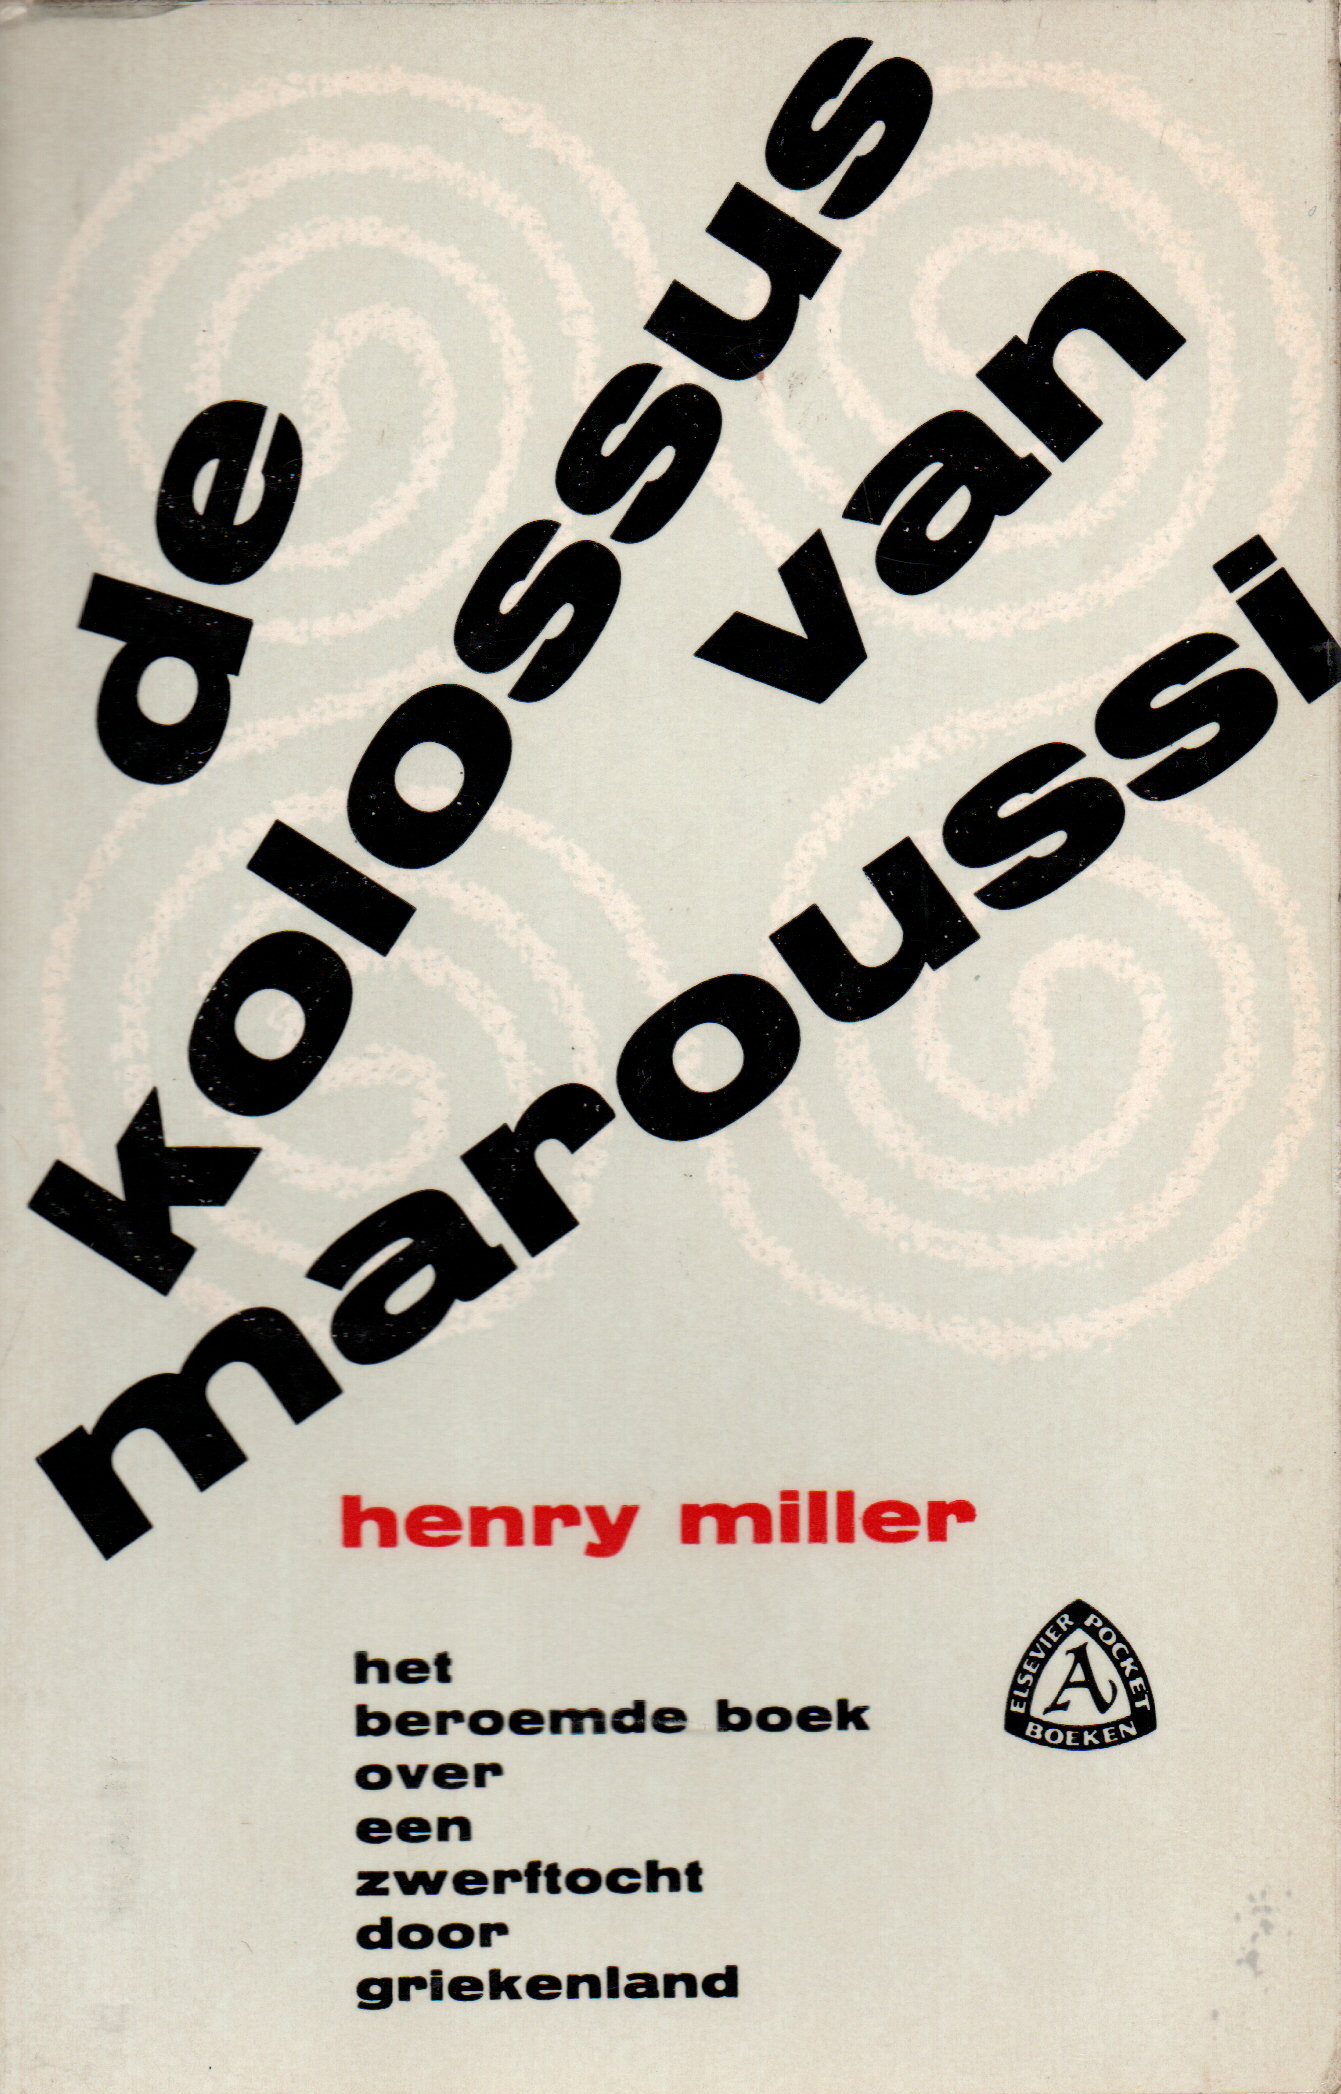 de
kolossus
van
maroussi
henry miller
het
beroemde boek
over
een
zwerftocht
door
griekenland
ELSEVIER POCKET
A
BOEKEN